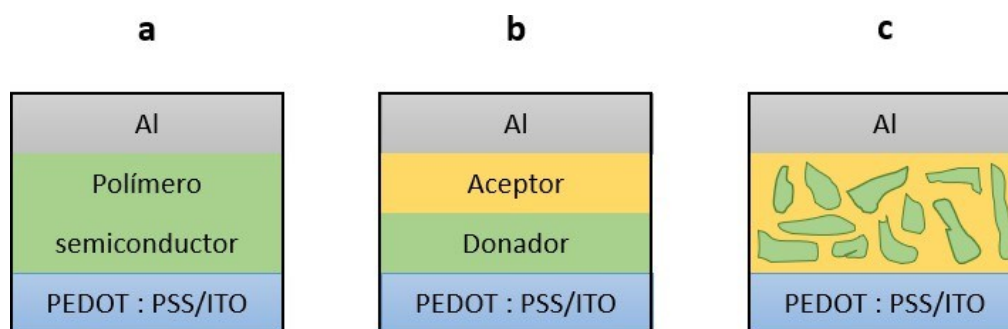 a
b
c
Al
Polímero
semiconductor
PEDOT : PSS/ITO
Al
Aceptor
Donador
PEDOT : PSS/ITO
Al
PEDOT : PSS/ITO